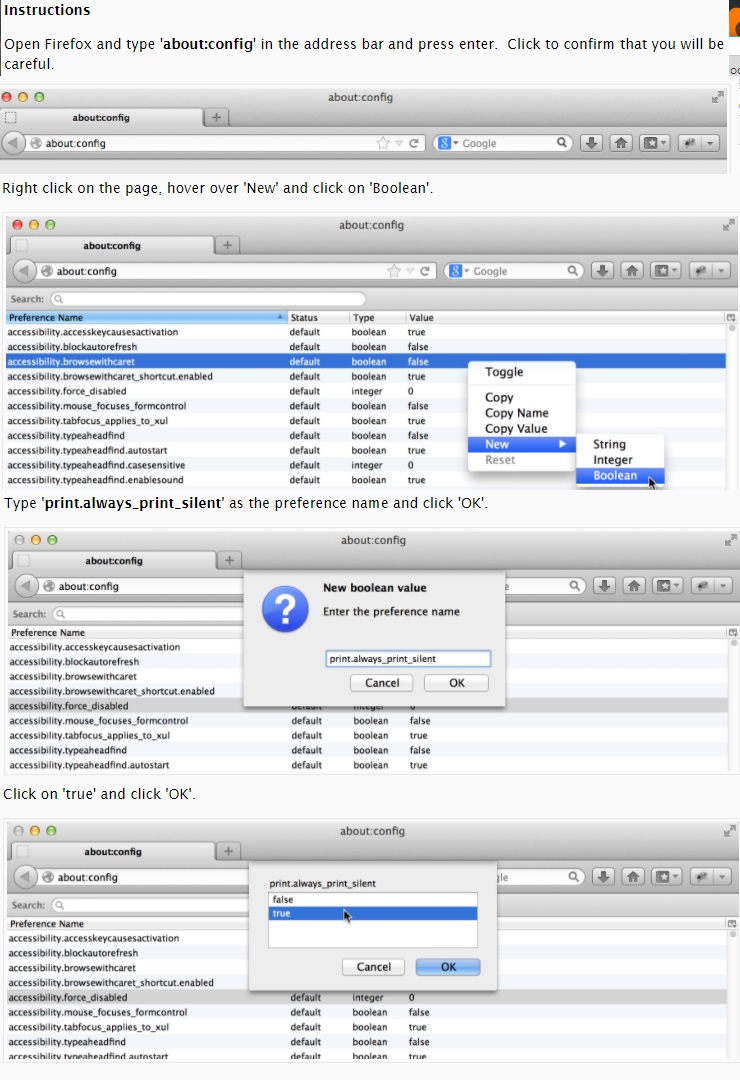 Instructions
Open Firefox and type 'about:config' in the address bar and press enter.  Click to confirm that you will be
careful.
about:config
about:config
about:config Google
Right click on the page, hover over 'New' and click on 'Boolean'.
about:config
about:config
about:config Google
Search:
Preference Name Status Type Value
accessibility.accesskeycausesactivation default boolean true
accessibility.blockautorefresh default boolean false
accessibility.browsewithcaret default boolean false
accessibility.browsewithcaret_shortcut.enabled default boolean true
accessibility.force_disabled default integer 0
accessibility.mouse_focuses_formcontrol default boolean false
accessibility.tabfocus_applies_to_xul default boolean true
accessibility.typeaheadfind default boolean false
accessibility.typeaheadfind.autostart default boolean true
accessibility.typeaheadfind.casesensitive default integer 0
accessibility.typeaheadfind.enablesound default boolean true
Toggle
Copy
Copy Name
Copy Value
New
Reset
String
Integer
Boolean
Type 'print.always_print_silent' as the preference name and click 'OK'.
about:config
about:config
about:config
Search:
Preference Name
accessibility.accesskeycausesactivation
accessibility.blockautorefresh
accessibility.browsewithcaret
accessibility.browsewithcaret_shortcut.enabled
accessibility.force_disabled default integer 0
accessibility.mouse_focuses_formcontrol default boolean false
accessibility.tabfocus_applies_to_xul default boolean true
accessibility.typeaheadfind default boolean false
accessibility.typeaheadfind.autostart default boolean true
New boolean value
Enter the preference name
print.always_print_silent
Cancel OK
Click on 'true' and click 'OK'.
about:config
about:config
about:config gle
Search:
Preference Name
accessibility.accesskeycausesactivation
accessibility.blockautorefresh
accessibility.browsewithcaret
accessibility.browsewithcaret_shortcut.enabled
accessibility.force_disabled default integer 0
accessibility.mouse_focuses_formcontrol default boolean false
accessibility.tabfocus_applies_to_xul default boolean true
accessibility.typeaheadfind default boolean false
accessibility.typeaheadfind.autostart default boolean true
print.always_print_silent
false
true
Cancel OK